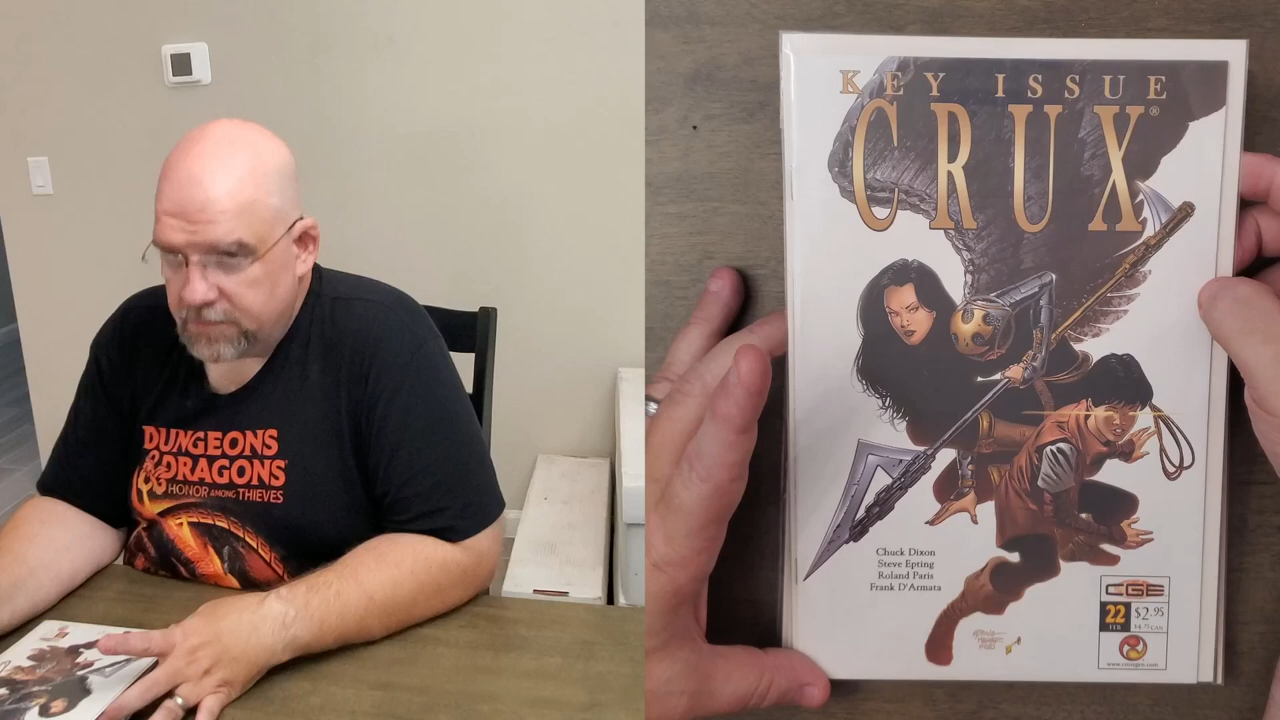 DUNGEONS
& DRAGONS
HONOR AMONG THIEVES
KEY ISSUE
CRUX®
Chuck Dixon
Steve Epting
Roland Paris
Frank D'Armata
CGE
22
FEB
$2.95
$4.75 CAN
www.crossgen.com